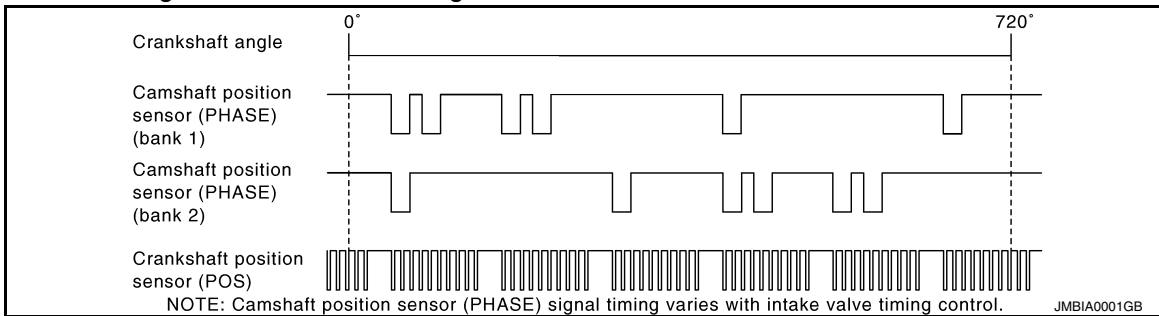 0°
720°
Crankshaft angle
Camshaft position
sensor (PHASE)
(bank 1)
Camshaft position
sensor (PHASE)
(bank 2)
Crankshaft position
sensor (POS)
NOTE: Camshaft position sensor (PHASE) signal timing varies with intake valve timing control.
JMBIA0001GB